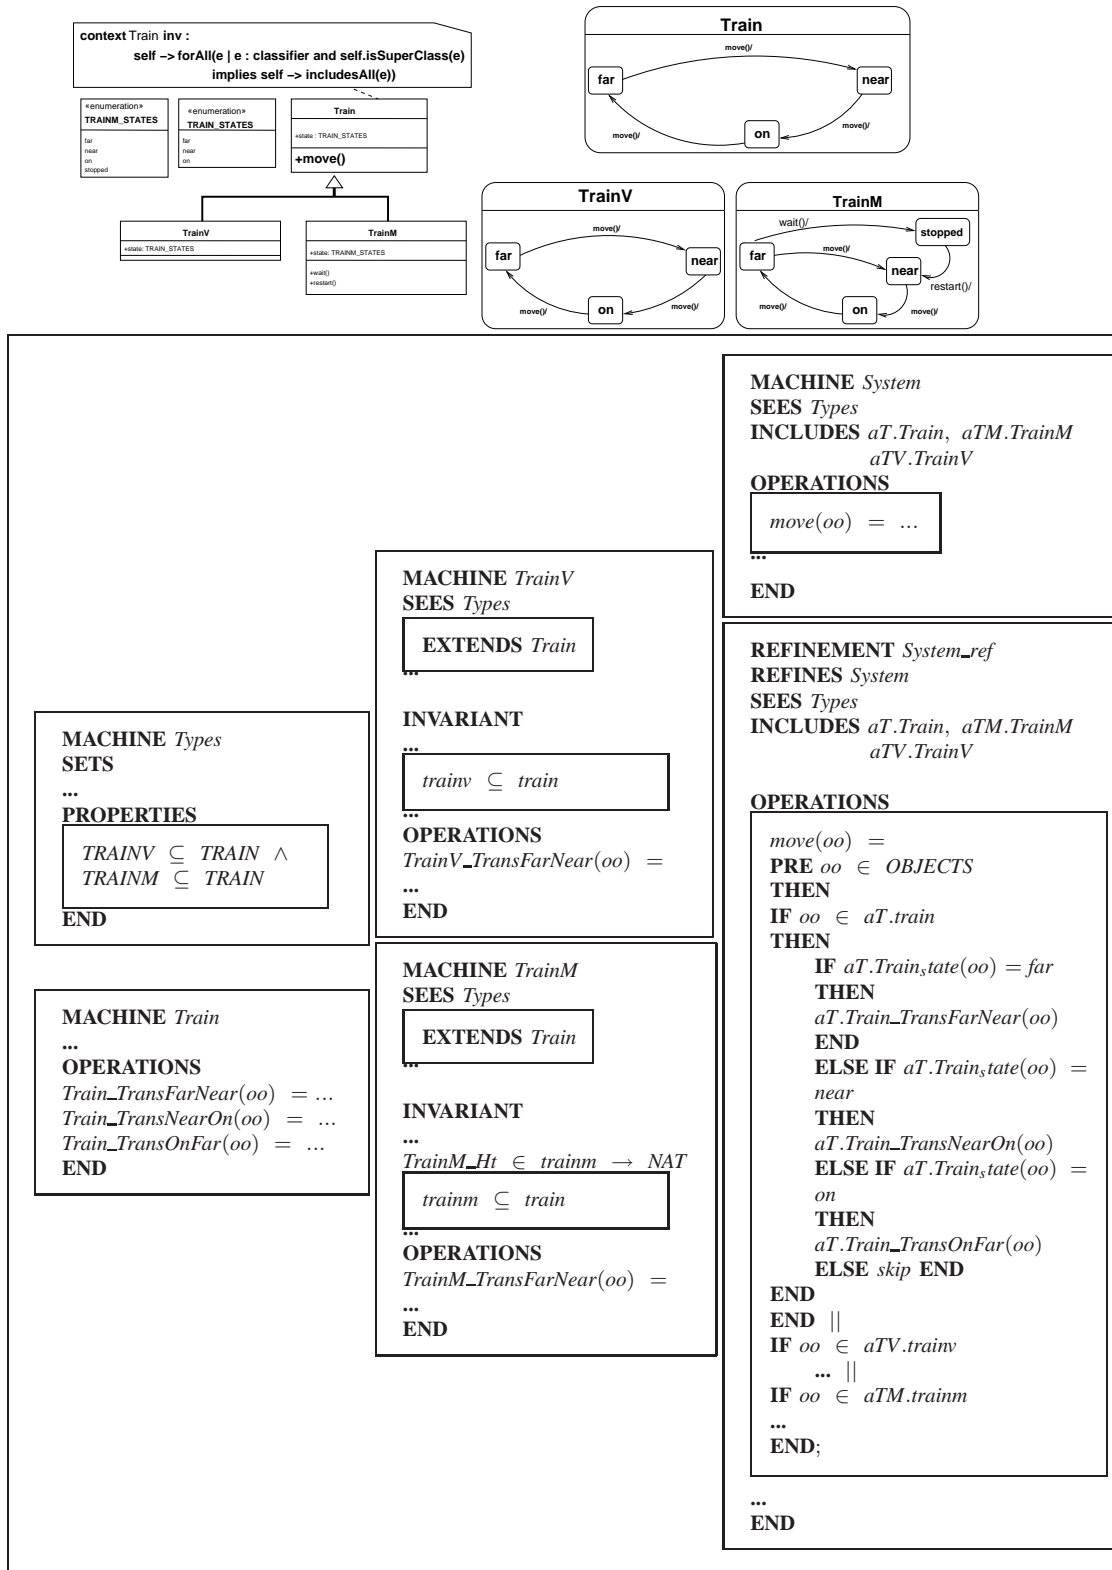 context Train inv :
self –> forAll(e | e : classifier and self.isSuperClass(e)
implies self –> includesAll(e))
«enumeration»
TRAINM_STATES
far
near
on
stopped
«enumeration»
TRAIN_STATES
far
near
on
Train
+state : TRAIN_STATES
+move()
TrainV
+state: TRAIN_STATES
TrainM
+state: TRAINM_STATES
+wait()
+restart()
Train
move()/
far
near
move()/
on
move()/
TrainV
move()/
far
near
on
move()/
move()/
TrainM
wait()/
stopped
far
move()/
near
restart()/
move()/
on
move()/
MACHINE Types
SETS
...
PROPERTIES
TRAINV ⊆ TRAIN ∧
TRAINM ⊆ TRAIN
END
MACHINE Train
...
OPERATIONS
Train_TransFarNear(oo) = ...
Train_TransNearOn(oo) = ...
Train_TransOnFar(oo) = ...
END
MACHINE TrainV
SEES Types
EXTENDS Train
...
INVARIANT
...
trainv ⊆ train
...
OPERATIONS
TrainV_TransFarNear(oo) =
...
END
MACHINE TrainM
SEES Types
EXTENDS Train
...
INVARIANT
...
TrainM_Ht ∈ trainm → NAT
trainm ⊆ train
...
OPERATIONS
TrainM_TransFarNear(oo) =
...
END
MACHINE System
SEES Types
INCLUDES aT.Train, aTM.TrainM
aTV.TrainV
OPERATIONS
move(oo) = ...
...
END
REFINEMENT System_ref
REFINES System
SEES Types
INCLUDES aT.Train, aTM.TrainM
aTV.TrainV
OPERATIONS
move(oo) =
PRE oo ∈ OBJECTS
THEN
IF oo ∈ aT.train
THEN
IF aT.Trainₛtate(oo) = far
THEN
aT.Train_TransFarNear(oo)
END
ELSE IF aT.Trainₛtate(oo) =
near
THEN
aT.Train_TransNearOn(oo)
ELSE IF aT.Trainₛtate(oo) =
on
THEN
aT.Train_TransOnFar(oo)
ELSE skip END
END
END ||
IF oo ∈ aTV.trainv
... ||
IF oo ∈ aTM.trainm
...
END;
...
END